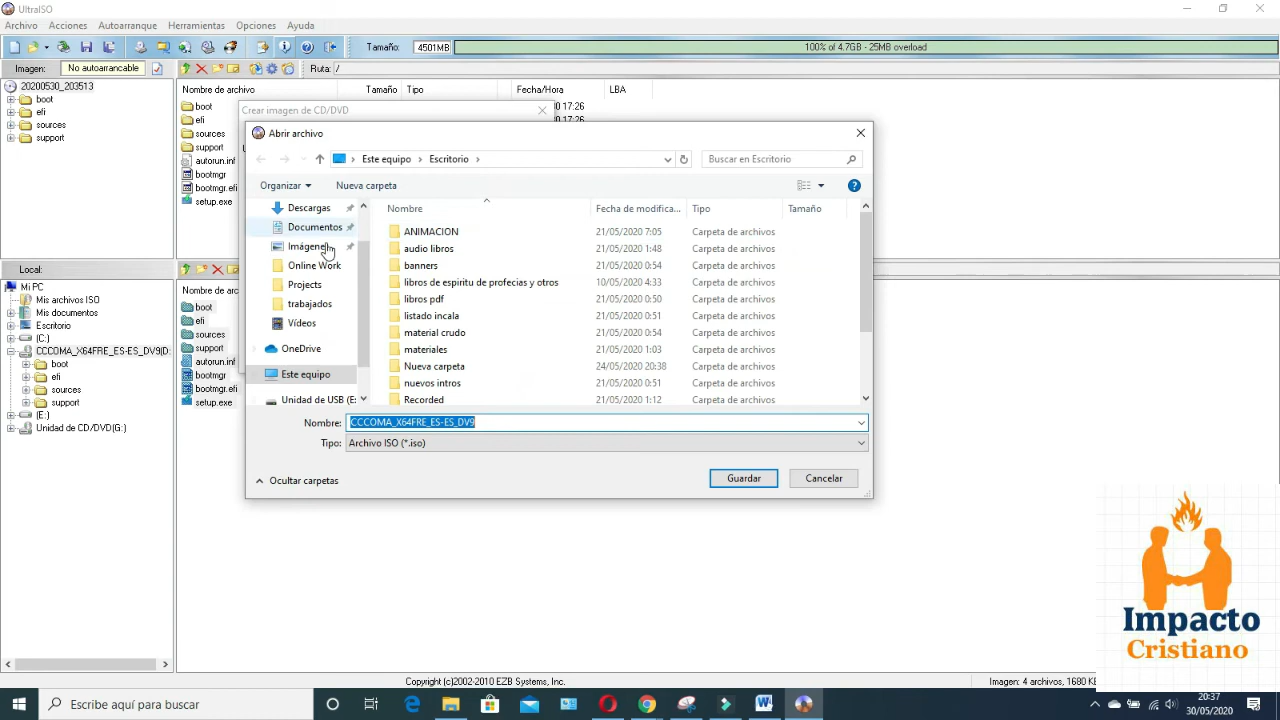 UltraISO
Archivo Acciones Autoarranque Herramientas Opciones Ayuda
Tamaño: 4501MB 100% of 4.7GB - 25MB overload
Imagen: No autoarrancable Ruta: /
20200530_203513
boot
efi
sources
support
Nombre de archivo Tamaño Tipo Fecha/Hora LBA
boot 17:26
efi 17:26
sources
support
autorun.inf
bootmgr
bootmgr.efi
setup.exe
Crear imagen de CD/DVD
Abrir archivo
Este equipo > Escritorio >
Buscar en Escritorio
Organizar Nueva carpeta
Descargas
Documentos
Imágenes
Online Work
Projects
trabajados
Vídeos
OneDrive
Este equipo
Unidad de USB (E:
Nombre Fecha de modifica... Tipo Tamaño
ANIMACION 21/05/2020 7:05 Carpeta de archivos
audio libros 21/05/2020 1:48 Carpeta de archivos
banners 21/05/2020 0:54 Carpeta de archivos
libros de espiritu de profecias y otros 10/05/2020 4:33 Carpeta de archivos
libros pdf 21/05/2020 0:50 Carpeta de archivos
listado incala 21/05/2020 0:51 Carpeta de archivos
material crudo 21/05/2020 0:54 Carpeta de archivos
materiales 21/05/2020 1:03 Carpeta de archivos
Nueva carpeta 24/05/2020 20:38 Carpeta de archivos
nuevos intros 21/05/2020 0:51 Carpeta de archivos
Recorded 21/05/2020 1:12 Carpeta de archivos
Nombre: CCCOMA_X64FRE_ES-ES_DV9
Tipo: Archivo ISO (*.iso)
Ocultar carpetas Guardar Cancelar
Local:
Mi PC
Mis archivos ISO
Mis documentos
Escritorio
(C:)
CCCOMA_X64FRE_ES-ES_DV9(D:
boot
efi
sources
support
(E:)
Unidad de CD/DVD(G:)
Nombre de arch
boot
efi
sources
support
autorun.inf
bootmgr
bootmgr.efi
setup.exe
Impacto
Cristiano
Copyright (c)2002-2010 EZB Systems, Inc. Imagen: 4 archivos, 1680 KB
Escribe aquí para buscar
20:37
30/05/2020